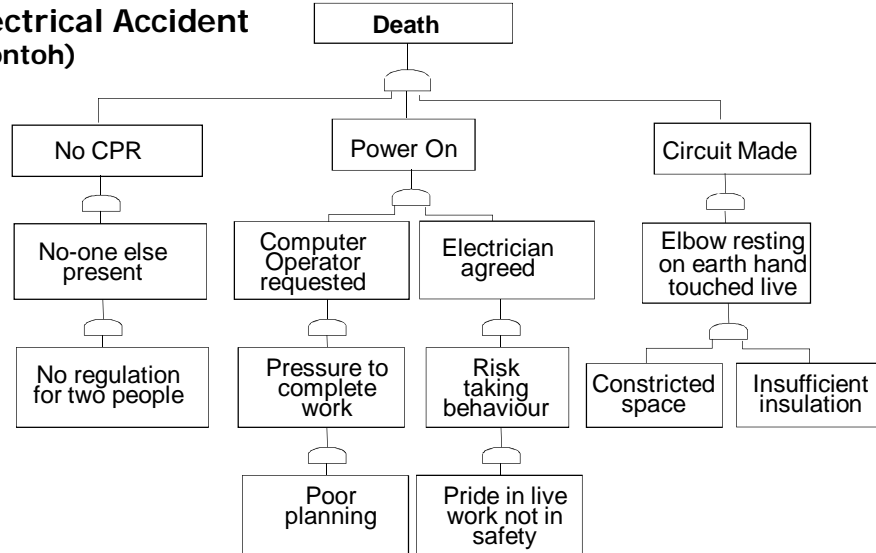 ectrical Accident
ontoh)
Death
No CPR
Power On
Circuit Made
No-one else
present
Computer
Operator
requested
Electrician
agreed
Elbow resting
on earth hand
touched live
No regulation
for two people
Pressure to
complete
work
Risk
taking
behaviour
Constricted
space
Insufficient
insulation
Poor
planning
Pride in live
work not in
safety